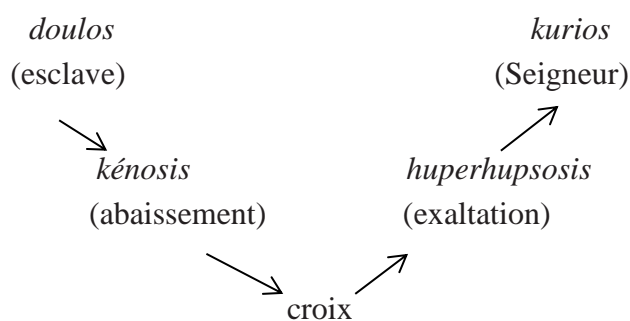 doulos
(esclave)
kurios
(Seigneur)
kénosis
(abaissement)
huperhupsosis
(exaltation)
croix